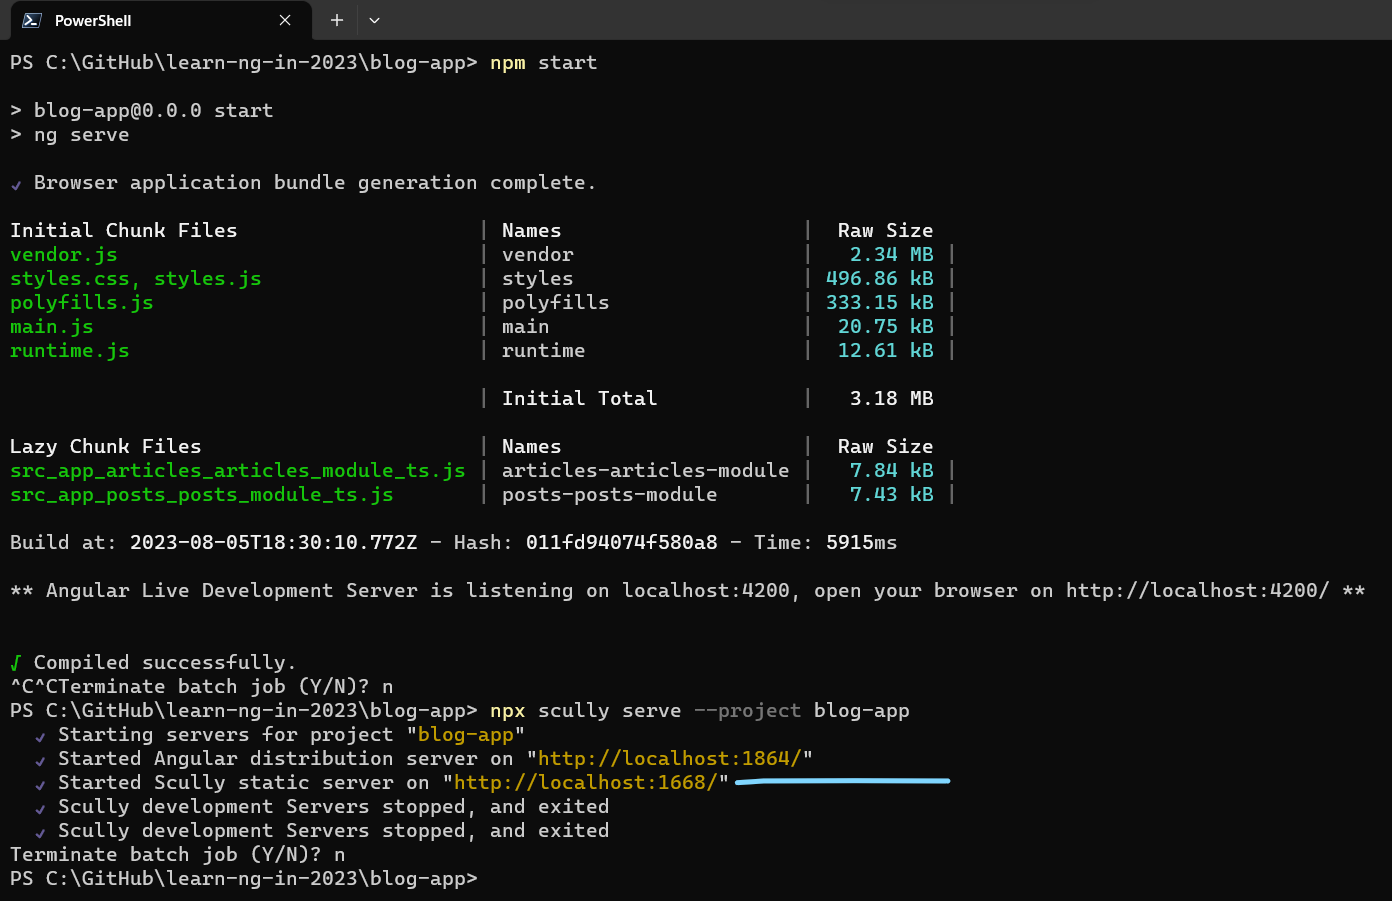 PowerShell
PS C:\GitHub\learn-ng-in-2023\blog-app> npm start
> blog-app@0.0.0 start
> ng serve
✓ Browser application bundle generation complete.
Initial Chunk Files | Names | Raw Size
vendor.js | vendor | 2.34 MB |
styles.css, styles.js | styles | 496.86 kB |
polyfills.js | polyfills | 333.15 kB |
main.js | main | 20.75 kB |
runtime.js | runtime | 12.61 kB |
| Initial Total | 3.18 MB
Lazy Chunk Files | Names | Raw Size
src_app_articles_articles_module_ts.js | articles-articles-module | 7.84 kB |
src_app_posts_posts_module_ts.js | posts-posts-module | 7.43 kB |
Build at: 2023-08-05T18:30:10.772Z - Hash: 011fd94074f580a8 - Time: 5915ms
** Angular Live Development Server is listening on localhost:4200, open your browser on http://localhost:4200/ **
√ Compiled successfully.
^C^CTerminate batch job (Y/N)? n
PS C:\GitHub\learn-ng-in-2023\blog-app> npx scully serve --project blog-app
✓ Starting servers for project "blog-app"
✓ Started Angular distribution server on "http://localhost:1864/"
✓ Started Scully static server on "http://localhost:1668/"
✓ Scully development Servers stopped, and exited
✓ Scully development Servers stopped, and exited
Terminate batch job (Y/N)? n
PS C:\GitHub\learn-ng-in-2023\blog-app>